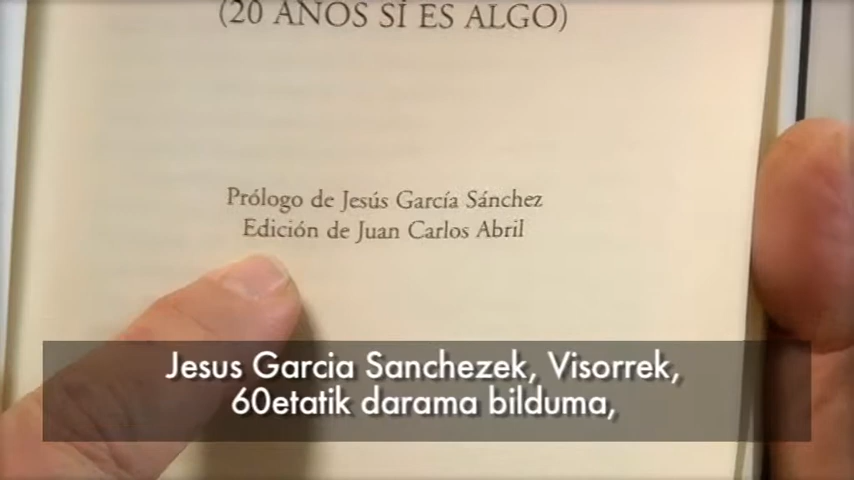 (20 AÑOS SÍ ES ALGO)
Prólogo de Jesús García Sánchez
Edición de Juan Carlos Abril
Jesus Garcia Sanchezek, Visorrek,
60etatik darama bilduma,